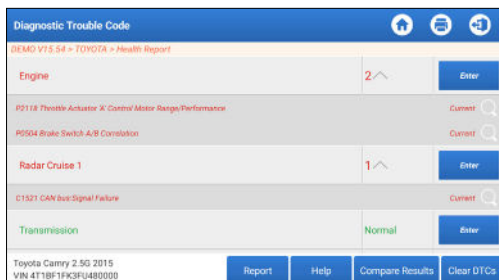 Diagnostic Trouble Code
DEMO V15.54 > TOYOTA > Health Report
Engine 2 Enter
P2118 Throttle Actuator 'A' Control Motor Range/Performance Current
P0504 Brake Switch A/B Correlation Current
Radar Cruise 1 1 Enter
C1521 CAN bus Signal Failure Current
Transmission Normal Enter
Toyota Camry 2.5G 2015
VIN 4T1BF1FK3FU480000
Report Help Compare Results Clear DTCs